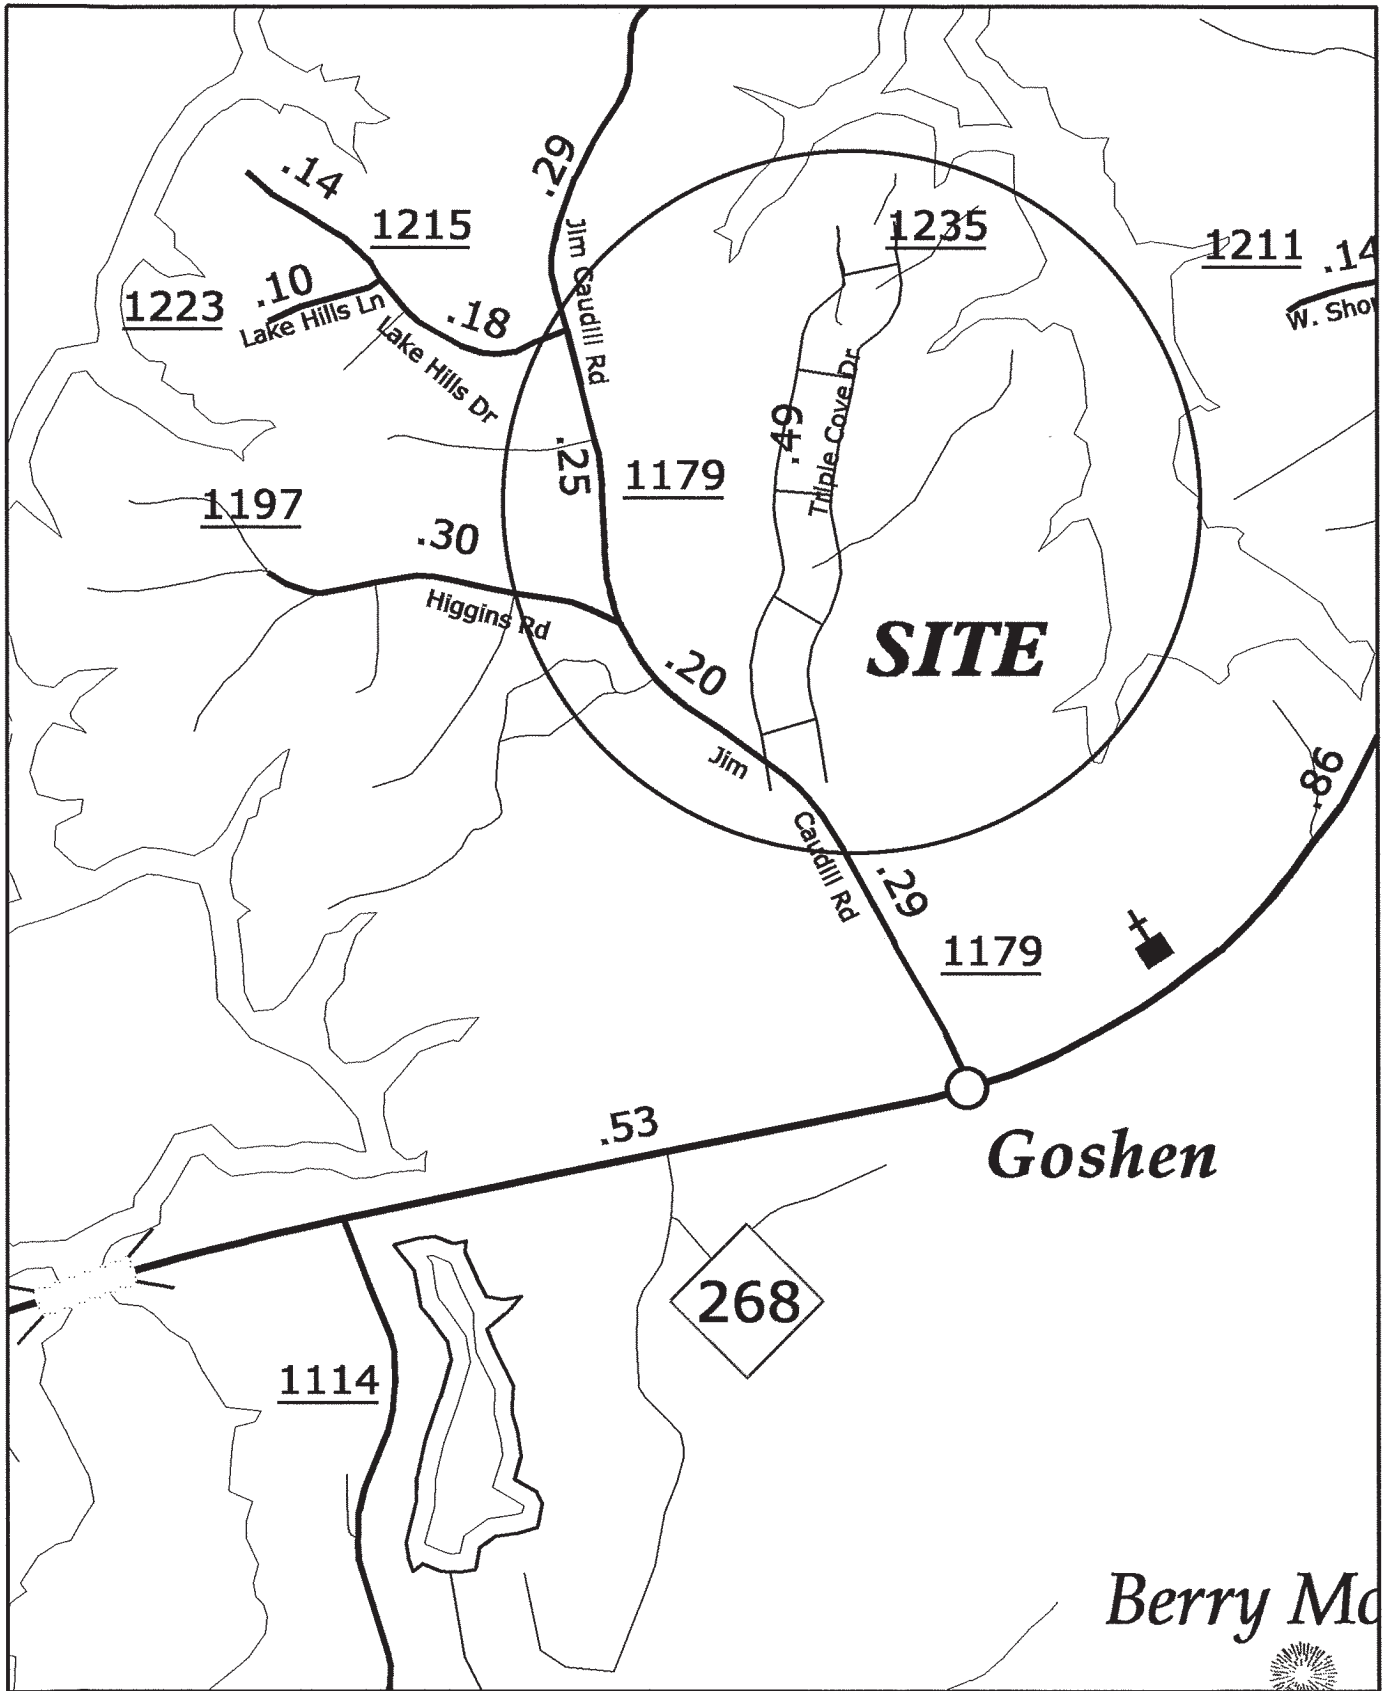 .29
.14
1215
1235
1211
.14
.10
1223
Lake Hills Ln
.18
Jim Caudill Rd
W. Sho
Lake Hills Dr
.49
Triple Cove Dr
.25
1179
1197
.30
Higgins Rd
SITE
.20
Jim
Caudill Rd
.86
.29
1179
.53
Goshen
268
1114
Berry Mo